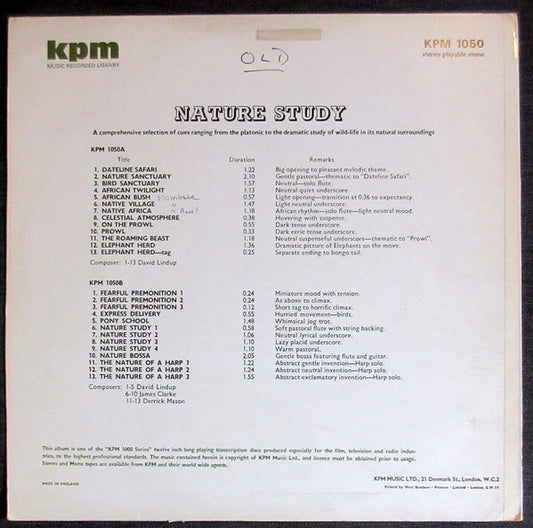 kpm
MUSIC RECORDED LIBRARY
OLD
KPM 1050
stereo playable mono
NATURE STUDY
A comprehensive selection of cues ranging from the platonic to the dramatic study of wild-life in its natural surroundings
KPM 1050A
Title Duration Remarks
1. DATELINE SAFARI 1.22 Big opening to pleasant melodic theme.
2. NATURE SANCTUARY 2.10 Gentle pastoral—thematic to "Dateline Safari".
3. BIRD SANCTUARY 1.57 Neutral—solo flute.
4. AFRICAN TWILIGHT 1.13 Neutral quiet underscore.
5. AFRICAN BUSH 0.57 Light opening—transition at 0.36 to expectancy.
6. NATIVE VILLAGE " 1.47 Light neutral underscore.
7. NATIVE AFRICA " 1.18 African rhythm—solo flute—light neutral mood.
8. CELESTIAL ATMOSPHERE 0.38 Hovering with suspense.
9. ON THE PROWL 0.55 Dark tense underscore.
10. PROWL 0.33 Dark eerie tense underscore.
11. THE ROAMING BEAST 1.18 Neutral suspenseful underscore—thematic to "Prowl".
12. ELEPHANT HERD 1.36 Dramatic picture of Elephants on the move.
13. ELEPHANT HERD—tag 0.25 Separate ending to bongo tail.
Composer: 1-13 David Lindup
KPM 1050B
1. FEARFUL PREMONITION 1 0.24 Miniature mood with tension.
2. FEARFUL PREMONITION 2 0.24 As above to climax.
3. FEARFUL PREMONITION 3 0.12 Short tag to horrific climax.
4. EXPRESS DELIVERY 0.55 Hurried movement—birds.
5. PONY SCHOOL 1.48 Whimsical jog trot.
6. NATURE STUDY 1 0.58 Soft pastoral flute with string backing.
7. NATURE STUDY 2 1.06 Neutral lyrical underscore.
8. NATURE STUDY 3 1.10 Lazy placid underscore.
9. NATURE STUDY 4 1.10 Warm pastoral,
10. NATURE BOSSA 2.05 Gentle bossa featuring flute and guitar.
11. THE NATURE OF A HARP 1 1.22 Abstract gentle invention—Harp solo.
12. THE NATURE OF A HARP 2 1.24 Abstract neutral invention—Harp solo.
13. THE NATURE OF A HARP 3 1.55 Abstract exclamatory invention—Harp solo.
Composers: 1-5 David Lindup
6-10 James Clarke
11-13 Derrick Mason
This album is one of the "KPM 1000 Series" twelve inch long playing transcription discs produced especially for the film, television and radio indus-
tries, to the highest professional standards. The music contained herein is copyright of KPM Music Ltd., and licence must be obtained prior to usage.
Stereo and Mono tapes are available from KPM and their world wide agents.
KPM MUSIC LTD., 21 Denmark St., London, W.C.2
MADE IN ENGLAND
Printed by West Brothers - Printers - Limited - London, S.W.19